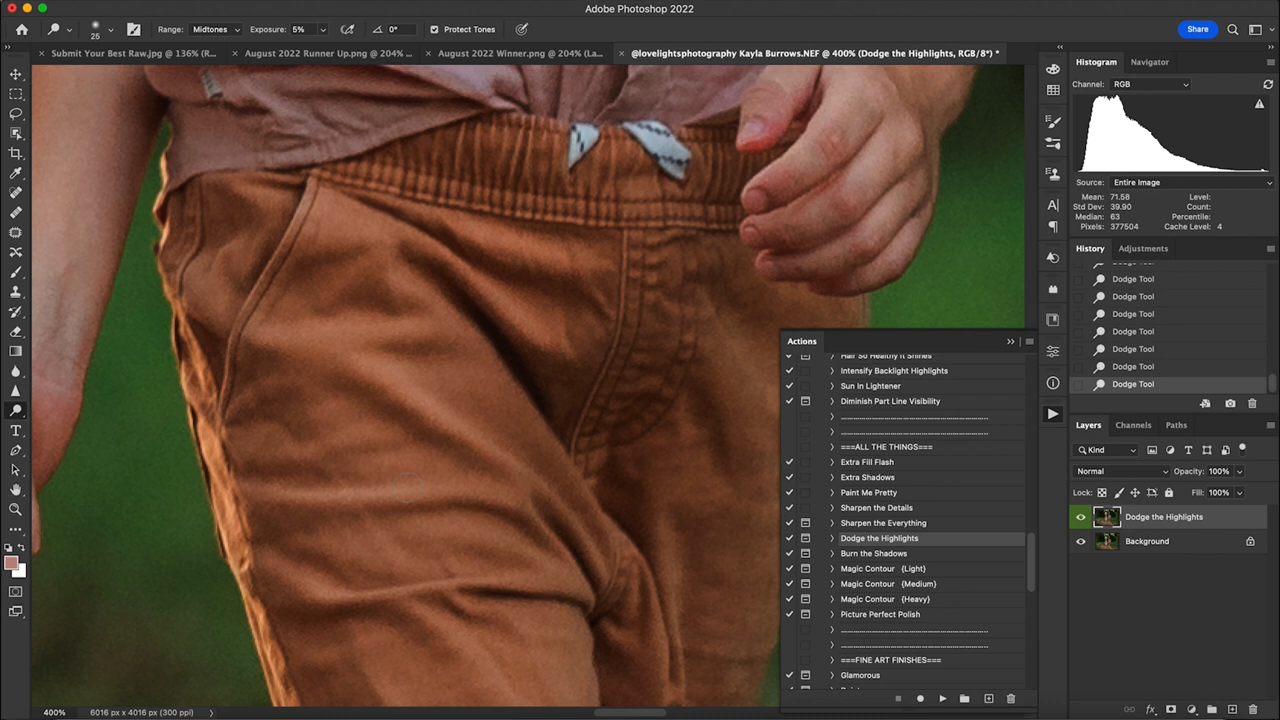 Adobe Photoshop 2022
25
Range: Midtones
Exposure: 5%
0°
Protect Tones
Share
Submit Your Best Raw.jpg @ 136% (R...
August 2022 Runner Up.png @ 204% ...
August 2022 Winner.png @ 204% (La...
@lovelightsphotography Kayla Burrows.NEF @ 400% (Dodge the Highlights, RGB/8*) *
Histogram
Navigator
Channel: RGB
Source: Entire Image
Mean: 71.58
Level:
Std Dev: 39.90
Count:
Median: 63
Percentile:
Pixels: 377504
Cache Level: 4
History
Adjustments
Dodge Tool
Dodge Tool
Dodge Tool
Dodge Tool
Dodge Tool
Dodge Tool
Dodge Tool
Dodge Tool
Actions
Hair So Healthy It Shines
Intensify Backlight Highlights
Sun In Lightener
Diminish Part Line Visibility
===ALL THE THINGS===
Extra Fill Flash
Extra Shadows
Paint Me Pretty
Sharpen the Details
Sharpen the Everything
Dodge the Highlights
Burn the Shadows
Magic Contour {Light}
Magic Contour {Medium}
Magic Contour {Heavy}
Picture Perfect Polish
===FINE ART FINISHES===
Glamorous
Layers
Channels
Paths
Kind
Normal
Opacity: 100%
Lock:
Fill: 100%
Dodge the Highlights
Background
400%
6016 px x 4016 px (300 ppi)